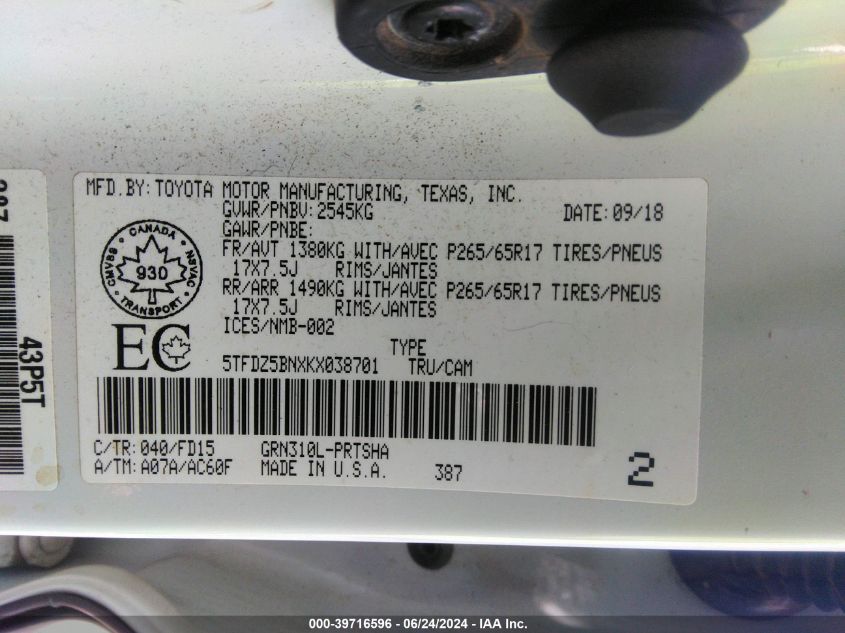 MFD.BY: TOYOTA MOTOR MANUFACTURING, TEXAS, INC.
GVWR/PNBV: 2545KG DATE: 09/18
GAWR/PNBE:
FR/AVT 1380KG WITH/AVEC P265/65R17 TIRES/PNEUS
17X7.5J RIMS/JANTES
RR/ARR 1490KG WITH/AVEC P265/65R17 TIRES/PNEUS
17X7.5J RIMS/JANTES
ICES/NMB-002
CANADA
CMVSS NSVAC
930
TRANSPORT
EC
TYPE
5TFDZ5BNXKX038701 TRU/CAM
C/TR: 040/FD15 GRN310L-PRTSHA
A/TM: A07A/AC60F MADE IN U.S.A. 387
2
43P5T
000-39716596 - 06/24/2024 - IAA Inc.